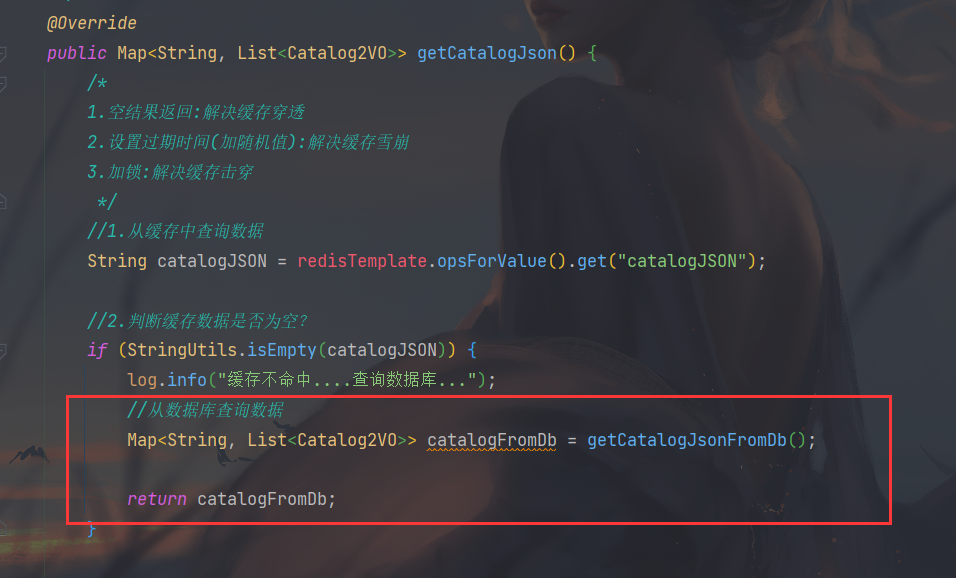 @Override
public Map<String, List<Catalog2VO>> getCatalogJson() {
/*
1.空结果返回:解决缓存穿透
2.设置过期时间(加随机值):解决缓存雪崩
3.加锁:解决缓存击穿
*/
//1.从缓存中查询数据
String catalogJSON = redisTemplate.opsForValue().get("catalogJSON");
//2.判断缓存数据是否为空?
if (StringUtils.isEmpty(catalogJSON)) {
log.info("缓存不命中....查询数据库...");
//从数据库查询数据
Map<String, List<Catalog2VO>> catalogFromDb = getCatalogJsonFromDb();
return catalogFromDb;
}